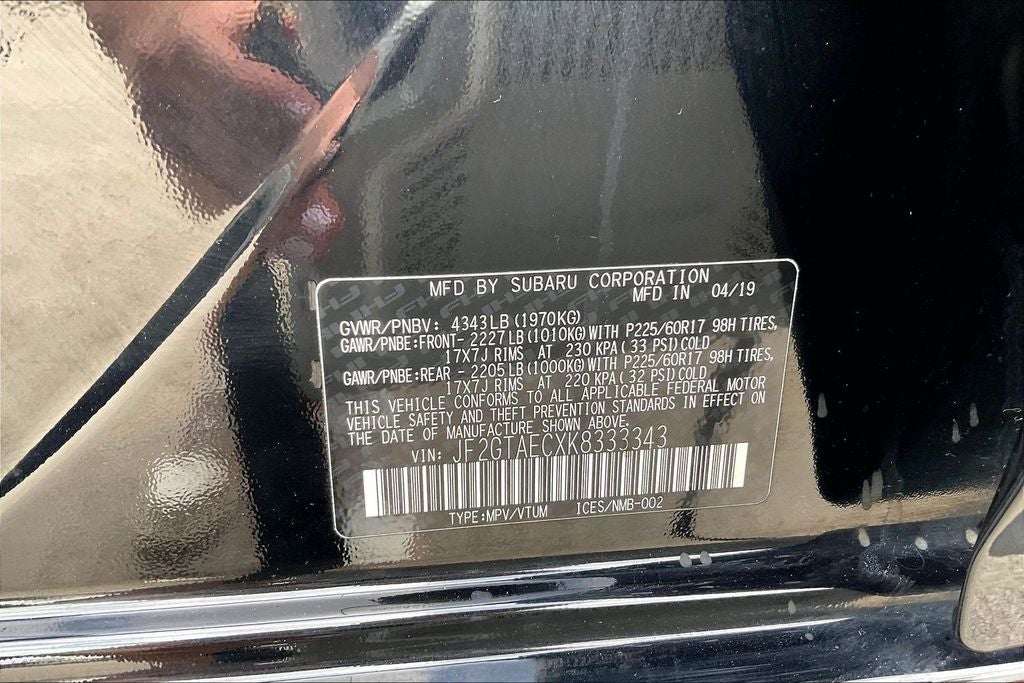 MFD BY SUBARU CORPORATION
MFD IN 04/19
GVWR/PNBV: 4343LB(1970KG)
GAWR/PNBE:FRONT- 2227LB(1010KG)WITH P225/60R17 98H TIRES,
17X7J RIMS AT 230 KPA( 33 PSI)COLD
GAWR/PNBE:REAR - 2205LB(1000KG)WITH P225/60R17 98H TIRES,
17X7J RIMS AT 220 KPA( 32 PSI)COLD
THIS VEHICLE CONFORMS TO ALL APPLICABLE FEDERAL MOTOR
VEHICLE SAFETY AND THEFT PREVENTION STANDARDS IN EFFECT ON
THE DATE OF MANUFACTURE SHOWN ABOVE.
VIN: JF2GTAECXK8333343
TYPE:MPV/VTUM ICES/NMB-002